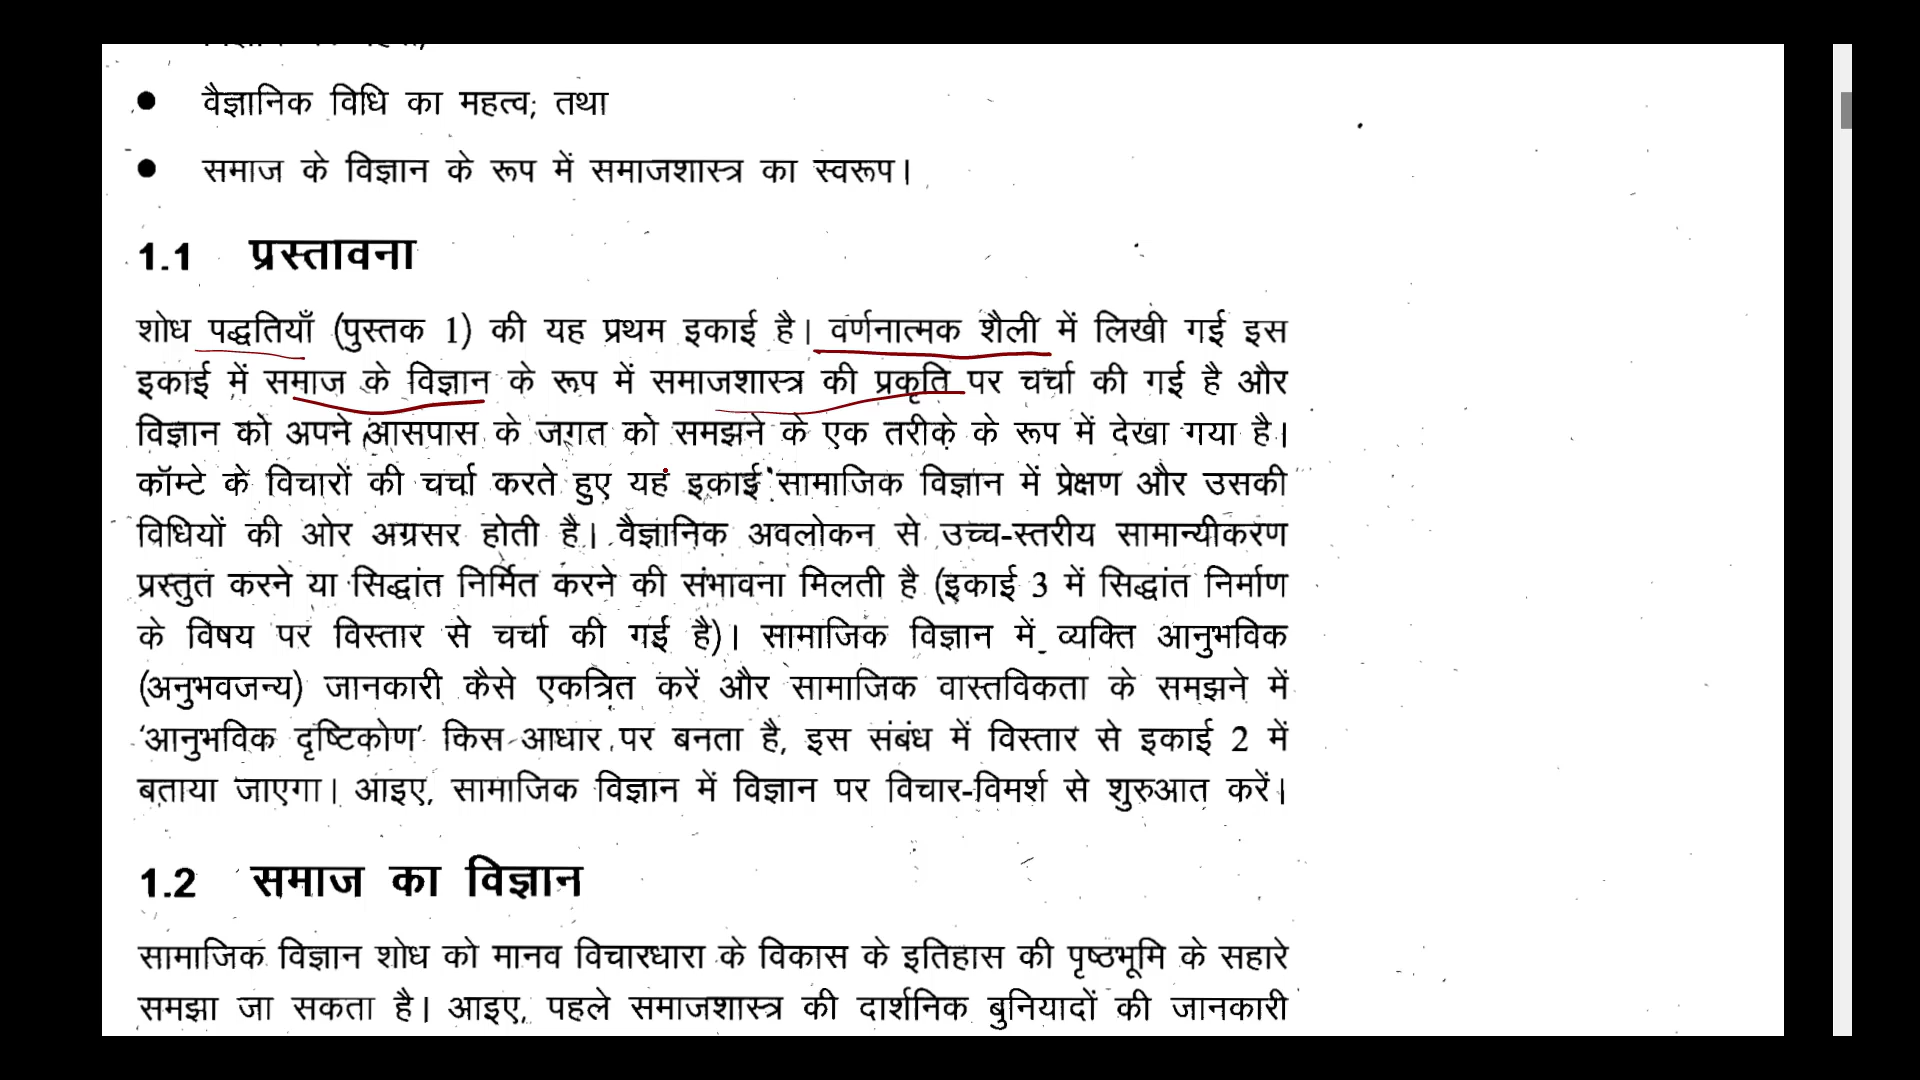 ● वैज्ञानिक विधि का महत्व; तथा
● समाज के विज्ञान के रूप में समाजशास्त्र का स्वरूप।
1.1 प्रस्तावना
शोध पद्धतियाँ (पुस्तक 1) की यह प्रथम इकाई है। वर्णनात्मक शैली में लिखी गई इस
इकाई में समाज के विज्ञान के रूप में समाजशास्त्र की प्रकृति पर चर्चा की गई है और
विज्ञान को अपने आसपास के जगत को समझने के एक तरीके के रूप में देखा गया है।
कॉम्टे के विचारों की चर्चा करते हुए यह इकाई सामाजिक विज्ञान में प्रेक्षण और उसकी
विधियों की ओर अग्रसर होती है। वैज्ञानिक अवलोकन से उच्च-स्तरीय सामान्यीकरण
प्रस्तुत करने या सिद्धांत निर्मित करने की संभावना मिलती है (इकाई 3 में सिद्धांत निर्माण
के विषय पर विस्तार से चर्चा की गई है)। सामाजिक विज्ञान में व्यक्ति आनुभविक
(अनुभवजन्य) जानकारी कैसे एकत्रित करें और सामाजिक वास्तविकता के समझने में
'आनुभविक दृष्टिकोण' किस आधार पर बनता है, इस संबंध में विस्तार से इकाई 2 में
बताया जाएगा। आइए, सामाजिक विज्ञान में विज्ञान पर विचार-विमर्श से शुरुआत करें।
1.2 समाज का विज्ञान
सामाजिक विज्ञान शोध को मानव विचारधारा के विकास के इतिहास की पृष्ठभूमि के सहारे
समझा जा सकता है। आइए, पहले समाजशास्त्र की दार्शनिक बुनियादों की जानकारी